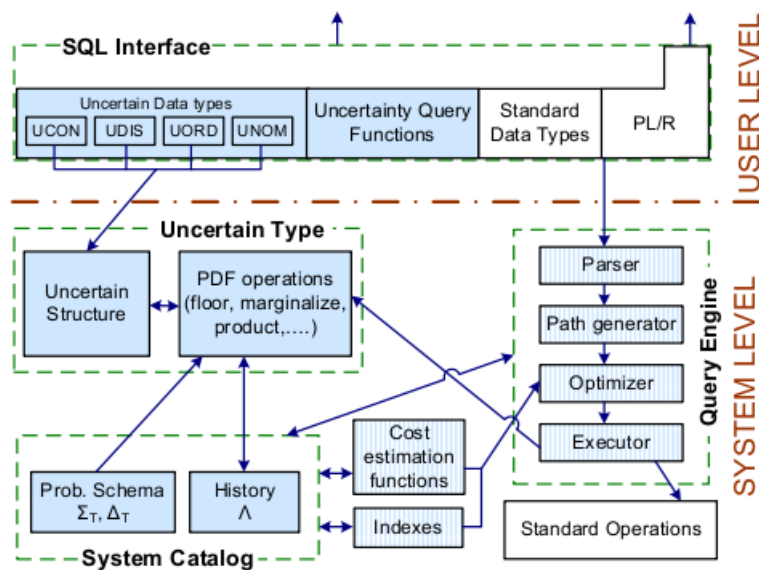 SQL Interface
Uncertain Data types
UCON
UDIS
UORD
UNOM
Uncertainty Query
Functions
Standard
Data Types
PL/R
USER LEVEL
Uncertain Type
Uncertain
Structure
PDF operations
(floor, marginalize,
product,....)
Parser
Path generator
Optimizer
Executor
Query Engine
SYSTEM LEVEL
Cost
estimation
functions
Prob. Schema
Σ_T, Δ_T
History
Λ
Indexes
Standard Operations
System Catalog